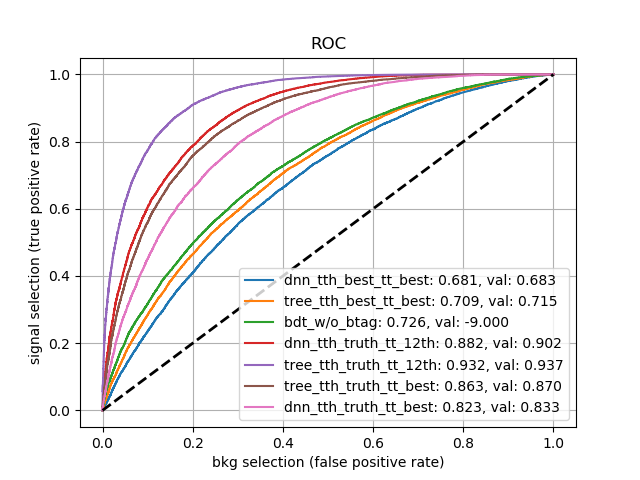 ROC
signal selection (true positive rate)
1.0
0.8
0.6
0.4
0.2
0.0
dnn_tth_best_tt_best: 0.681, val: 0.683
tree_tth_best_tt_best: 0.709, val: 0.715
bdt_w/o_btag: 0.726, val: -9.000
dnn_tth_truth_tt_12th: 0.882, val: 0.902
tree_tth_truth_tt_12th: 0.932, val: 0.937
tree_tth_truth_tt_best: 0.863, val: 0.870
dnn_tth_truth_tt_best: 0.823, val: 0.833
0.0 0.2 0.4 0.6 0.8 1.0
bkg selection (false positive rate)